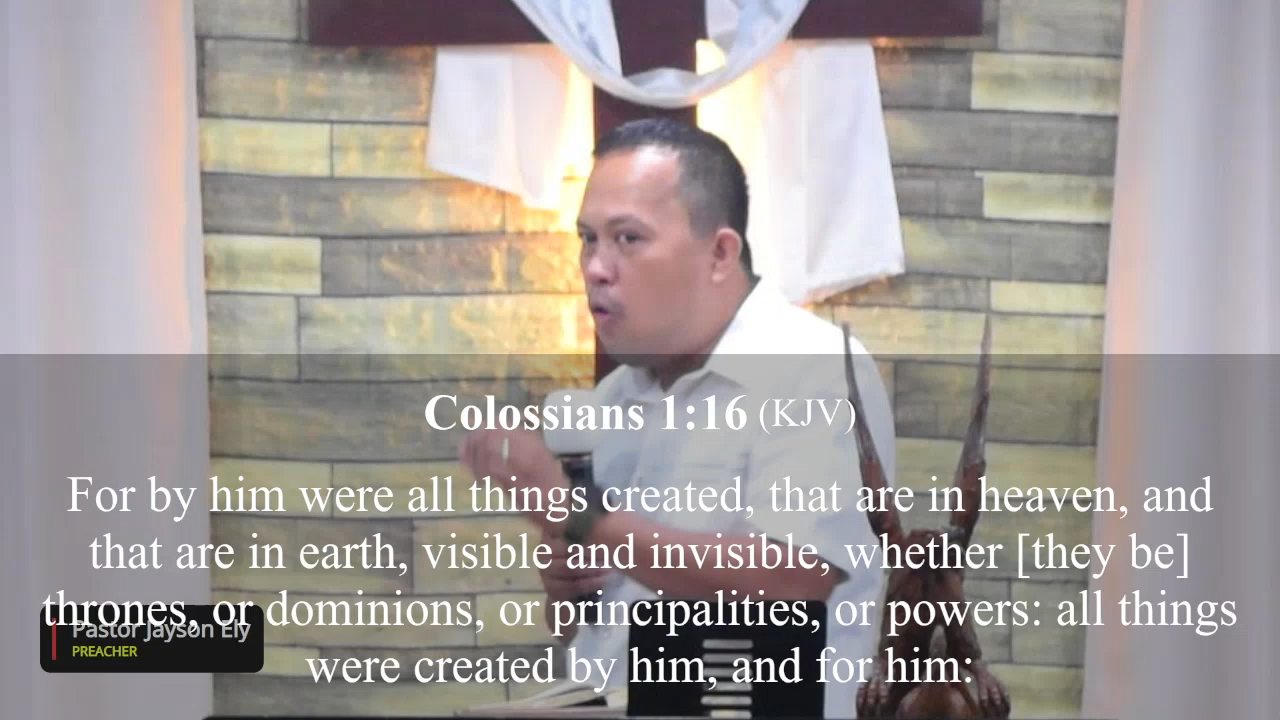 Colossians 1:16 (KJV)
For by him were all things created, that are in heaven, and
that are in earth, visible and invisible, whether [they be]
thrones, or dominions, or principalities, or powers: all things
were created by him, and for him:
Pastor Jayson Ely
PREACHER